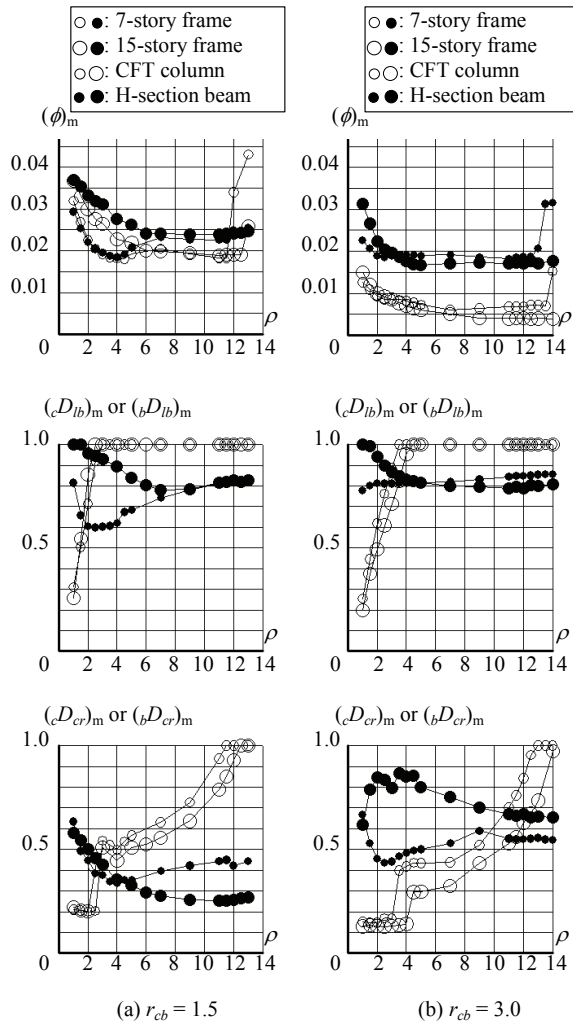 : 7-story frame
: 15-story frame
: CFT column
: H-section beam
(ϕ)m
0.04
0.03
0.02
0.01
0 2 4 6 8 10 12 14
ρ
(cDlb)m or (bDlb)m
1.0
0.5
0 2 4 6 8 10 12 14
ρ
(cDcr)m or (bDcr)m
1.0
0.5
0 2 4 6 8 10 12 14
ρ
(a) rcb = 1.5
: 7-story frame
: 15-story frame
: CFT column
: H-section beam
(ϕ)m
0.04
0.03
0.02
0.01
0 2 4 6 8 10 12 14
ρ
(cDlb)m or (bDlb)m
1.0
0.5
0 2 4 6 8 10 12 14
ρ
(cDcr)m or (bDcr)m
1.0
0.5
0 2 4 6 8 10 12 14
ρ
(b) rcb = 3.0